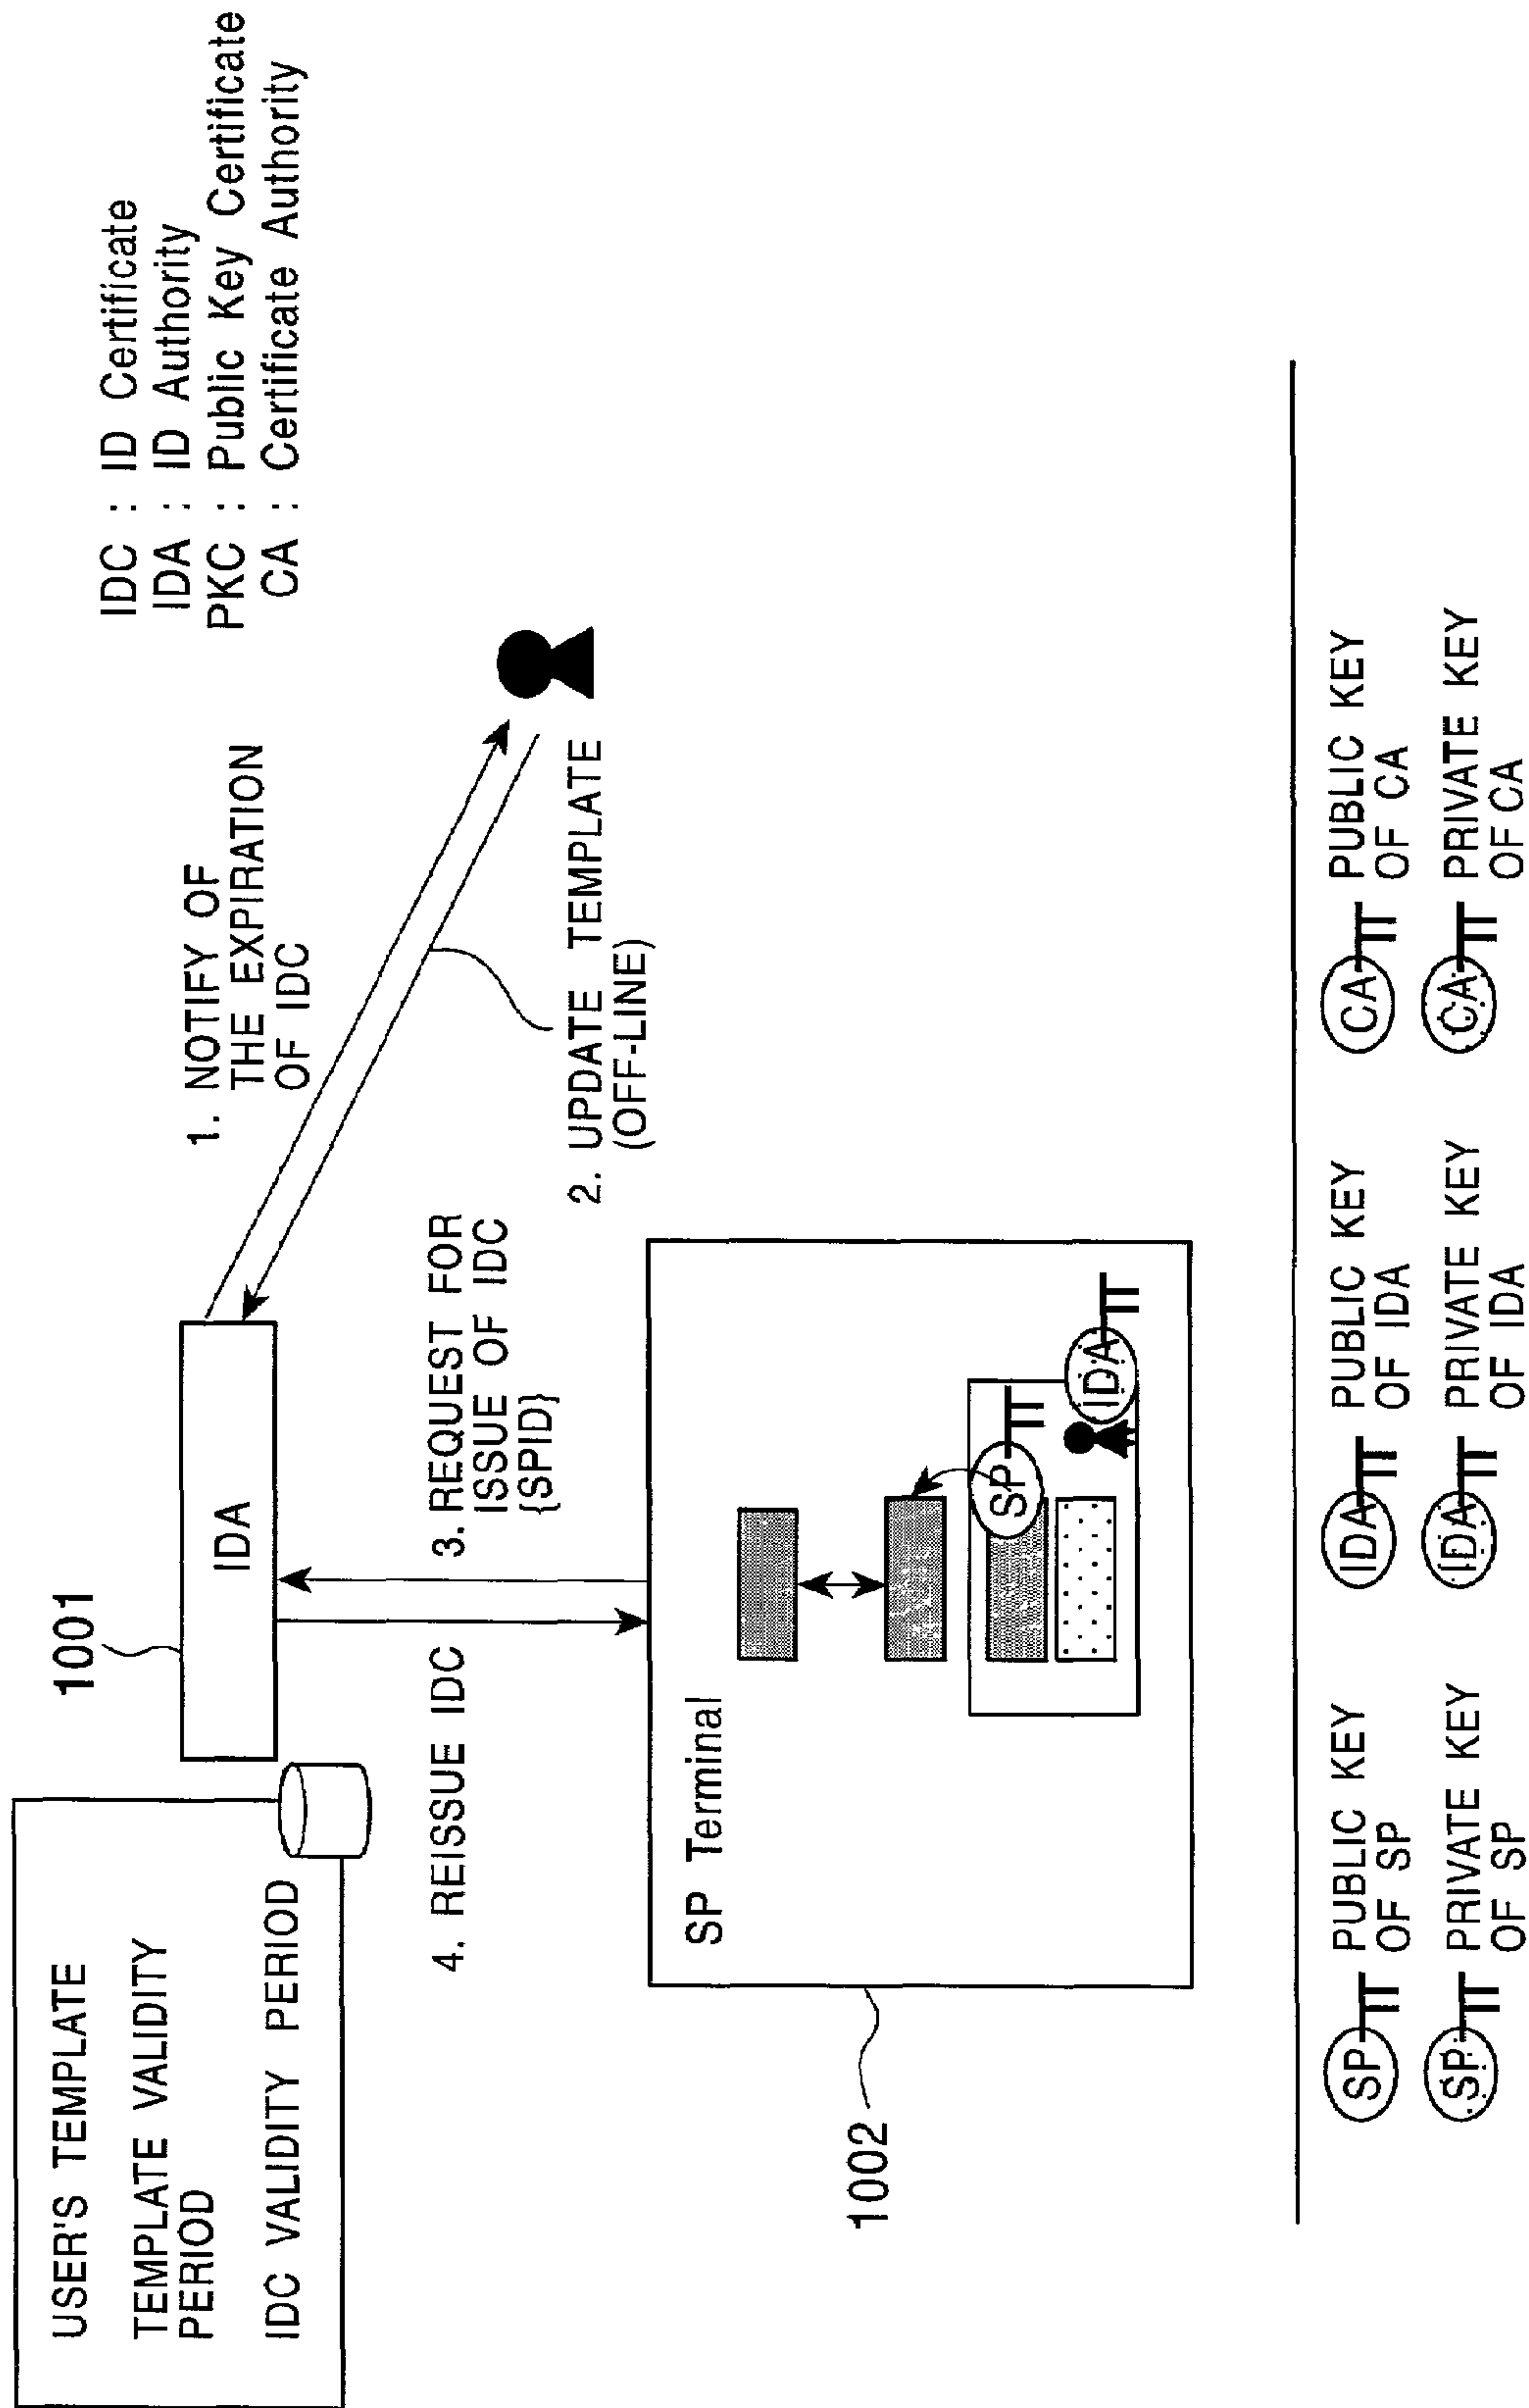 IDC : ID Certificate
IDA : ID Authority
PKC : Public Key Certificate
CA : Certificate Authority
USER'S TEMPLATE
TEMPLATE VALIDITY
PERIOD
IDC VALIDITY PERIOD
1001
IDA
1. NOTIFY OF
THE EXPIRATION
OF IDC
2. UPDATE TEMPLATE
(OFF-LINE)
3. REQUEST FOR
ISSUE OF IDC
{SPID}
4. REISSUE IDC
SP Terminal
SP
IDA
1002
SP PUBLIC KEY
OF SP
IDA PUBLIC KEY
OF IDA
CA PUBLIC KEY
OF CA
SP PRIVATE KEY
OF SP
IDA PRIVATE KEY
OF IDA
CA PRIVATE KEY
OF CA